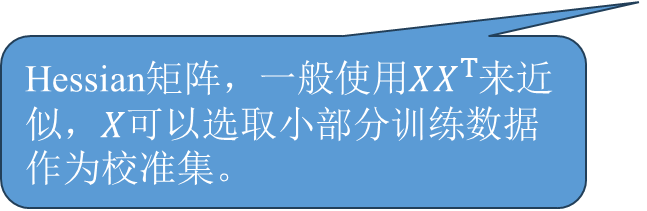 Hessian矩阵，一般使用𝑋𝑋ᵀ来近
似，𝑋可以选取小部分训练数据
作为校准集。